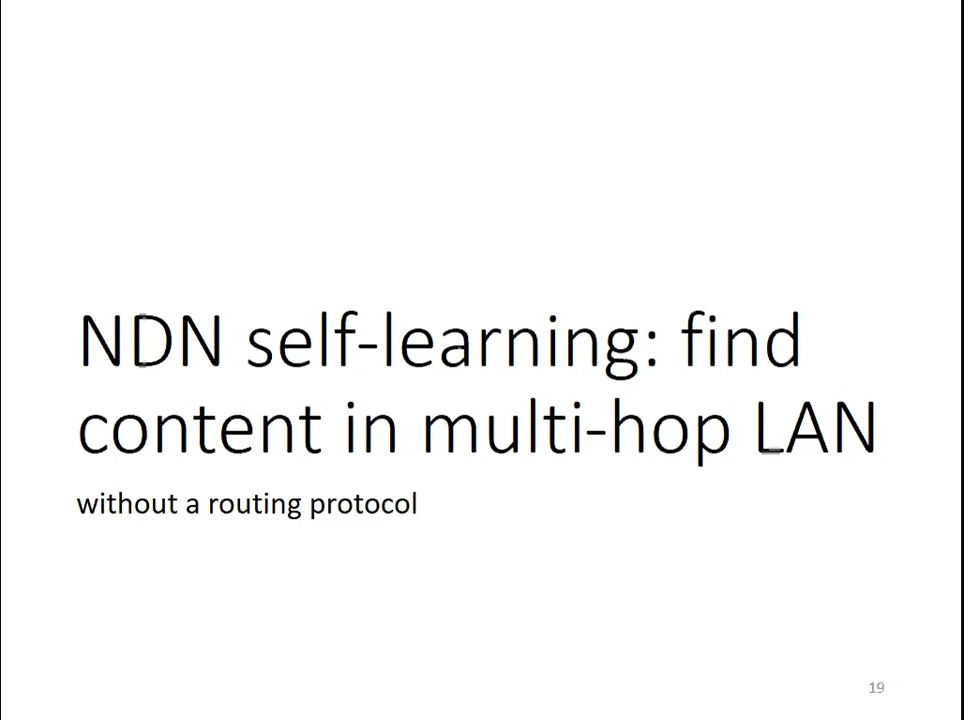 NDN self-learning: find
content in multi-hop LAN
without a routing protocol
19